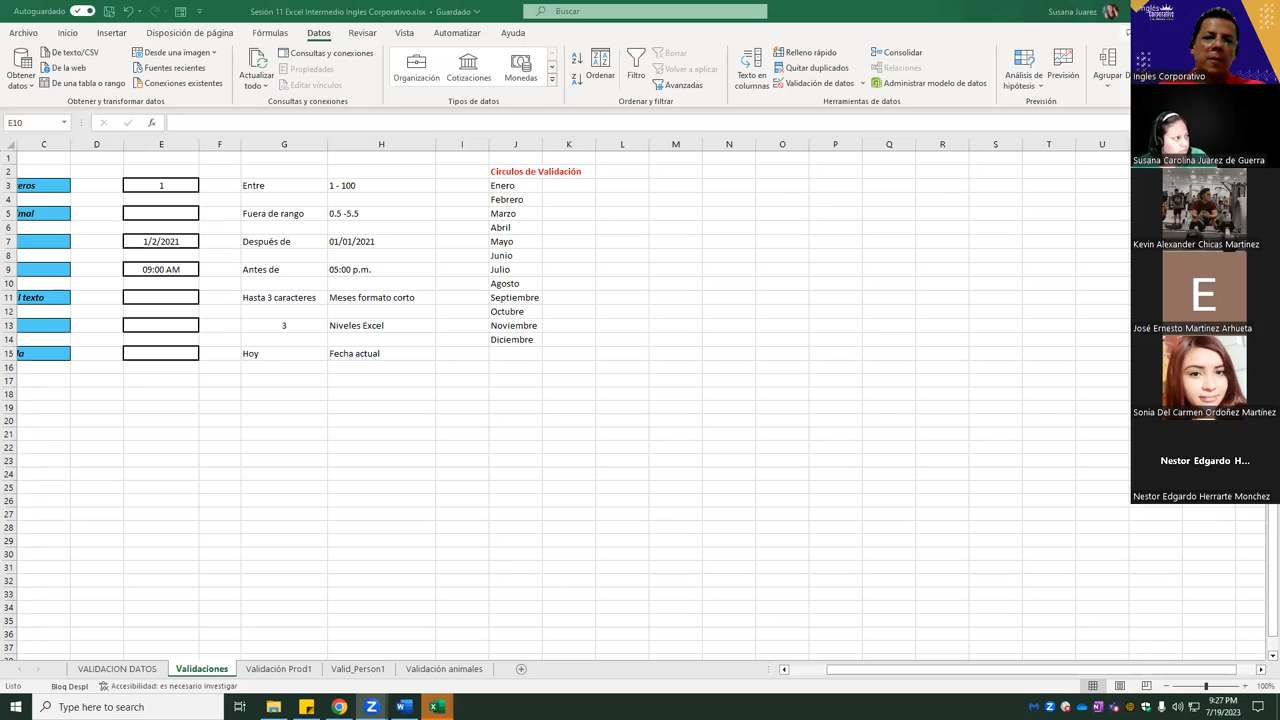 Autoguardado
Sesión 11 Excel Intermedio Ingles Corporativo.xlsx • Guardado
Buscar
Susana Juarez
Archivo Inicio Insertar Disposición de página Fórmulas Datos Revisar Vista Automatizar Ayuda
Obtener datos
De texto/CSV
De la web
De una tabla o rango
Desde una imagen
Fuentes recientes
Conexiones existentes
Obtener y transformar datos
Actualizar todo
Consultas y conexiones
Propiedades
Editar vínculos
Consultas y conexiones
Organización Cotizaciones Monedas
Tipos de datos
Ordenar
Filtro
Borrar
Volver a aplicar
Avanzadas
Ordenar y filtrar
Texto en columnas
Relleno rápido
Quitar duplicados
Validación de datos
Consolidar
Relaciones
Administrar modelo de datos
Herramientas de datos
Análisis de hipótesis
Previsión
Previsión
Agrupar
E10
fx
C D E F G H J K L M N O P Q R S T U
1
2 Circulos de Validación
3 eros 1 Entre 1 - 100 Enero
4 Febrero
5 imal Fuera de rango 0.5 -5.5 Marzo
6 Abril
7 1/2/2021 Después de 01/01/2021 Mayo
8 Junio
9 09:00 AM Antes de 05:00 p.m. Julio
10 Agosto
11 l texto Hasta 3 caracteres Meses formato corto Septiembre
12 Octubre
13 3 Niveles Excel Noviembre
14 Diciembre
15 da Hoy Fecha actual
16
17
18
19
20
21
22
23
24
25
26
27
28
29
30
31
32
33
34
35
36
37
VALIDACION DATOS Validaciones Validación Prod1 Valid_Person1 Validación animales
Listo Bloq Despl Accesibilidad: es necesario investigar
100%
Type here to search
9:27 PM
7/19/2023
Inglés
Corporativo
Ingles Corporativo
Susana Carolina Juarez de Guerra
Kevin Alexander Chicas Martinez
E
José Ernesto Martinez Arhueta
Sonia Del Carmen Ordoñez Martínez
Nestor Edgardo H...
Nestor Edgardo Herrarte Monchez